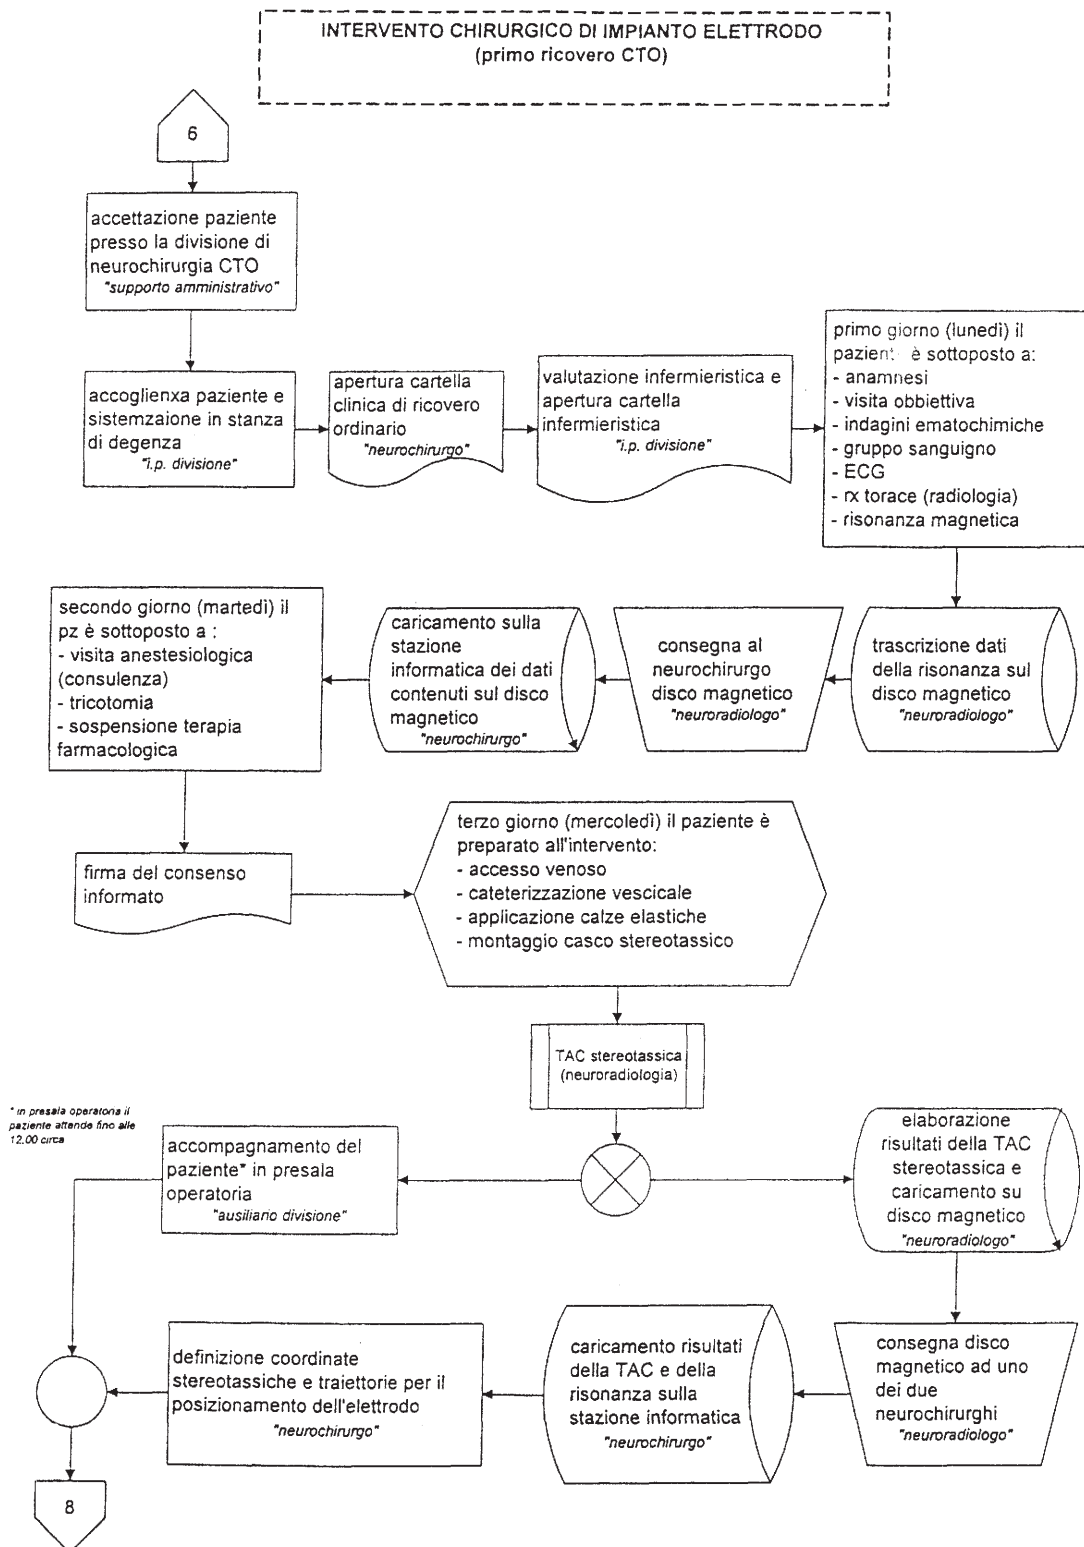 INTERVENTO CHIRURGICO DI IMPIANTO ELETTRODO
(primo ricovero CTO)
6
accettazione paziente
presso la divisione di
neurochirurgia CTO
"supporto amministrativo"
accoglienxa paziente e
sistemzaione in stanza
di degenza
"i.p. divisione"
apertura cartella
clinica di ricovero
ordinario
"neurochirurgo"
valutazione infermieristica e
apertura cartella
infermieristica
"i.p. divisione"
primo giorno (lunedì) il
pazient è sottoposto a:
- anamnesi
- visita obbiettiva
- indagini ematochimiche
- gruppo sanguigno
- ECG
- rx torace (radiologia)
- risonanza magnetica
trascrizione dati
della risonanza sul
disco magnetico
"neuroradiologo"
consegna al
neurochirurgo
disco magnetico
"neuroradiologo"
caricamento sulla
stazione
informatica dei dati
contenuti sul disco
magnetico
"neurochirurgo"
secondo giorno (martedì) il
pz è sottoposto a :
- visita anestesiologica
(consulenza)
- tricotomia
- sospensione terapia
farmacologica
firma del consenso
informato
terzo giorno (mercoledì) il paziente è
preparato all'intervento:
- accesso venoso
- cateterizzazione vescicale
- applicazione calze elastiche
- montaggio casco stereotassico
TAC stereotassica
(neuroradiologia)
* in presala operatoria il
paziente attende fino alle
12,00 circa
accompagnamento del
paziente* in presala
operatoria
"ausiliario divisione"
elaborazione
risultati della TAC
stereotassica e
caricamento su
disco magnetico
"neuroradiologo"
consegna disco
magnetico ad uno
dei due
neurochirurghi
"neuroradiologo"
caricamento risultati
della TAC e della
risonanza sulla
stazione informatica
"neurochirurgo"
definizione coordinate
stereotassiche e traiettorie per il
posizionamento dell'elettrodo
"neurochirurgo"
8